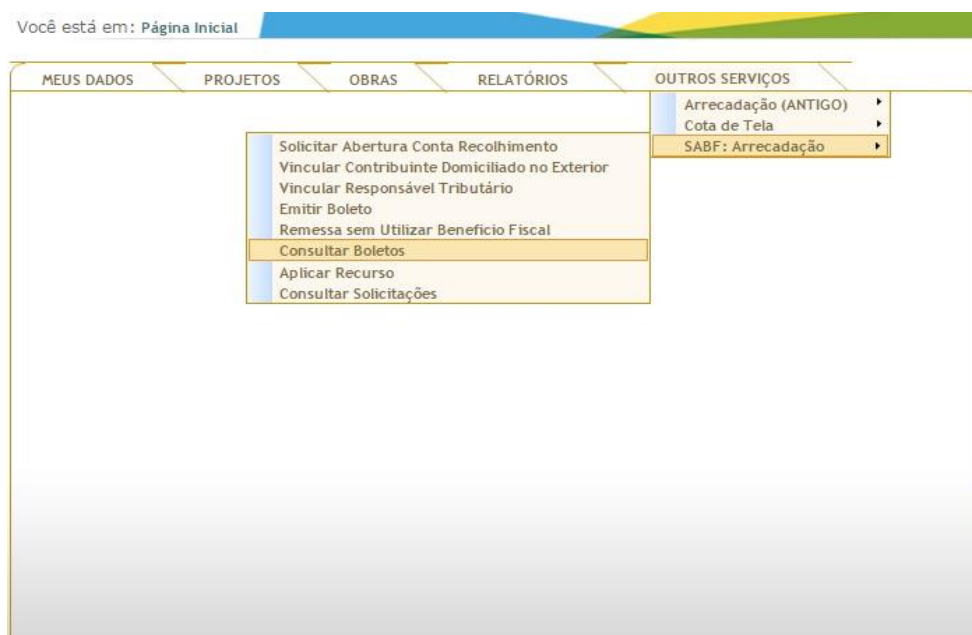 Você está em: Página Inicial
MEUS DADOS PROJETOS OBRAS RELATÓRIOS OUTROS SERVIÇOS
Arrecadação (ANTIGO)
Cota de Tela
SABF: Arrecadação
Solicitar Abertura Conta Recolhimento
Vincular Contribuinte Domiciliado no Exterior
Vincular Responsável Tributário
Emitir Boleto
Remessa sem Utilizar Beneficio Fiscal
Consultar Boletos
Aplicar Recurso
Consultar Solicitações